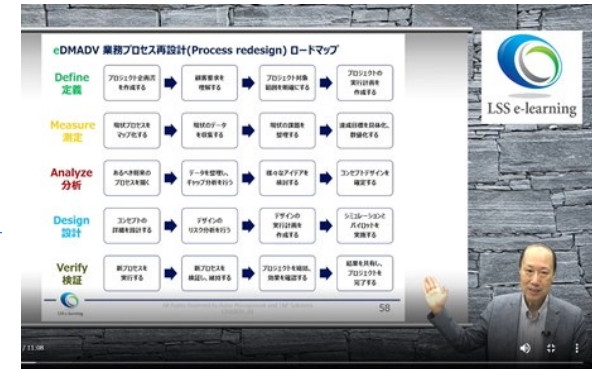 eDMADV 業務プロセス再設計(Process redesign) ロードマップ
Define
定義
プロジェクト企画書
を作成する
顧客要求を
理解する
プロジェクト対象
範囲を明確にする
プロジェクトの
実行計画を
作成する
Measure
測定
現状プロセスを
マップ化する
現状のデータ
を収集する
現状の課題を
整理する
達成目標を具体化、
数値化する
Analyze
分析
あるべき将来の
プロセスを描く
データを整理し、
ギャップ分析を行う
様々なアイデアを
検討する
コンセプトデザインを
確定する
Design
設計
コンセプトの
詳細を設計する
デザインの
リスク分析を行う
デザインの
実行計画を
作成する
シミュレーションと
パイロットを
実施する
Verify
検証
新プロセスを
実行する
新プロセスを
検証し、維持する
プロジェクトを総括、
効果を確認する
結果を共有し、
プロジェクトを
完了する
58
LSS e-learning
/ 11:08